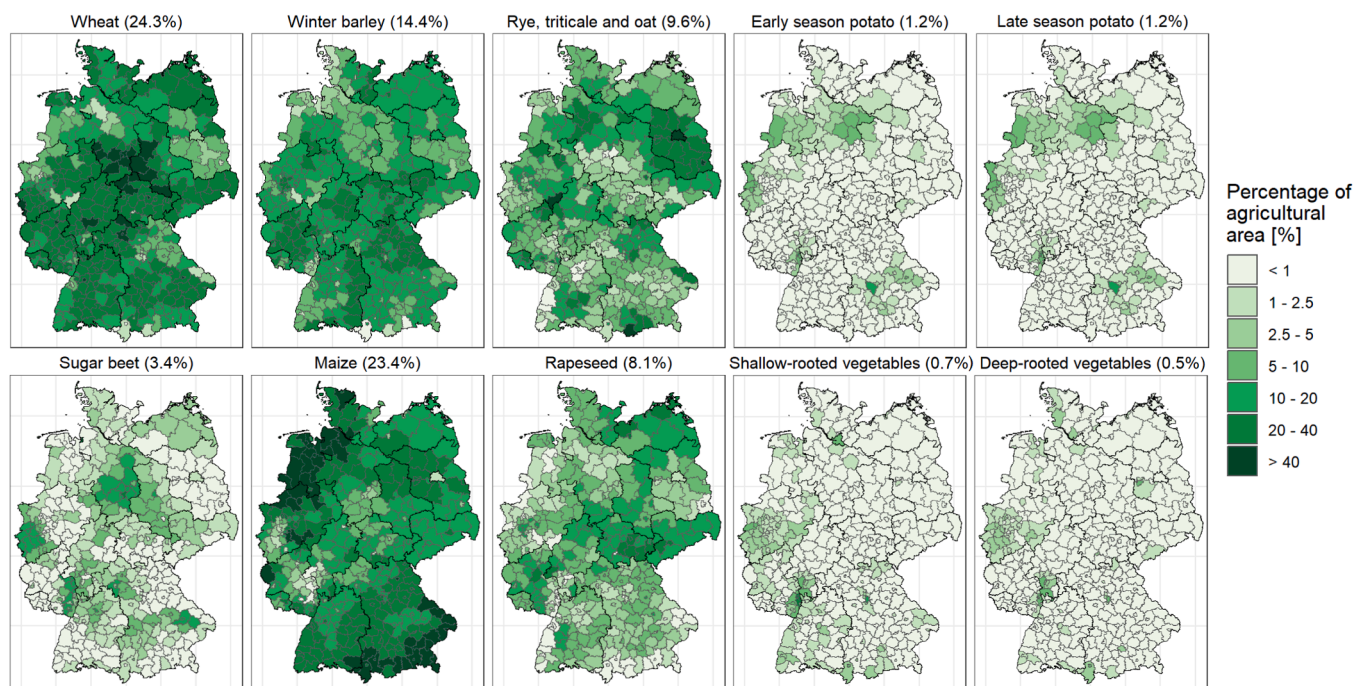 Wheat (24.3%)
Winter barley (14.4%)
Rye, triticale and oat (9.6%)
Early season potato (1.2%)
Late season potato (1.2%)
Sugar beet (3.4%)
Maize (23.4%)
Rapeseed (8.1%)
Shallow-rooted vegetables (0.7%)
Deep-rooted vegetables (0.5%)
Percentage of
agricultural
area [%]
< 1
1 - 2.5
2.5 - 5
5 - 10
10 - 20
20 - 40
> 40